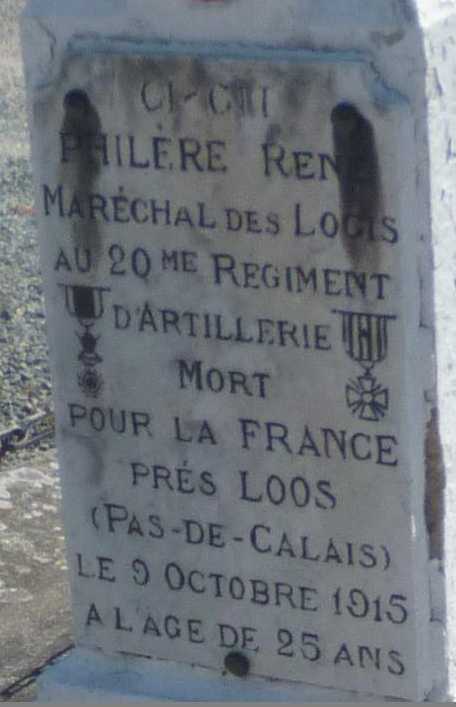 CI-GIT
PHILÈRE RENÉ
MARÉCHAL DES LOGIS
AU 20ME REGIMENT
D'ARTILLERIE
MORT
POUR LA FRANCE
PRÉS LOOS
(PAS-DE-CALAIS)
LE 9 OCTOBRE 1915
A L AGE DE 25 ANS